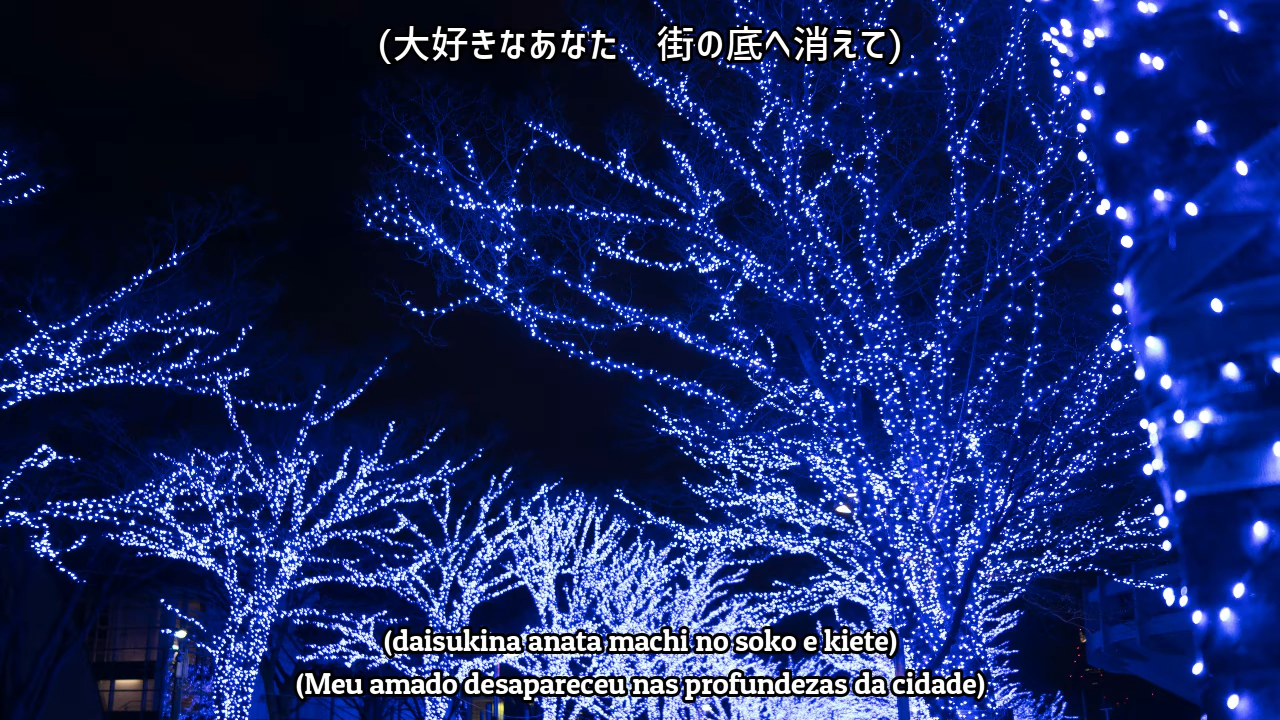 (大好きなあなた　街の底へ消えて)
(daisukina anata machi no soko e kiete)
(Meu amado desapareceu nas profundezas da cidade)